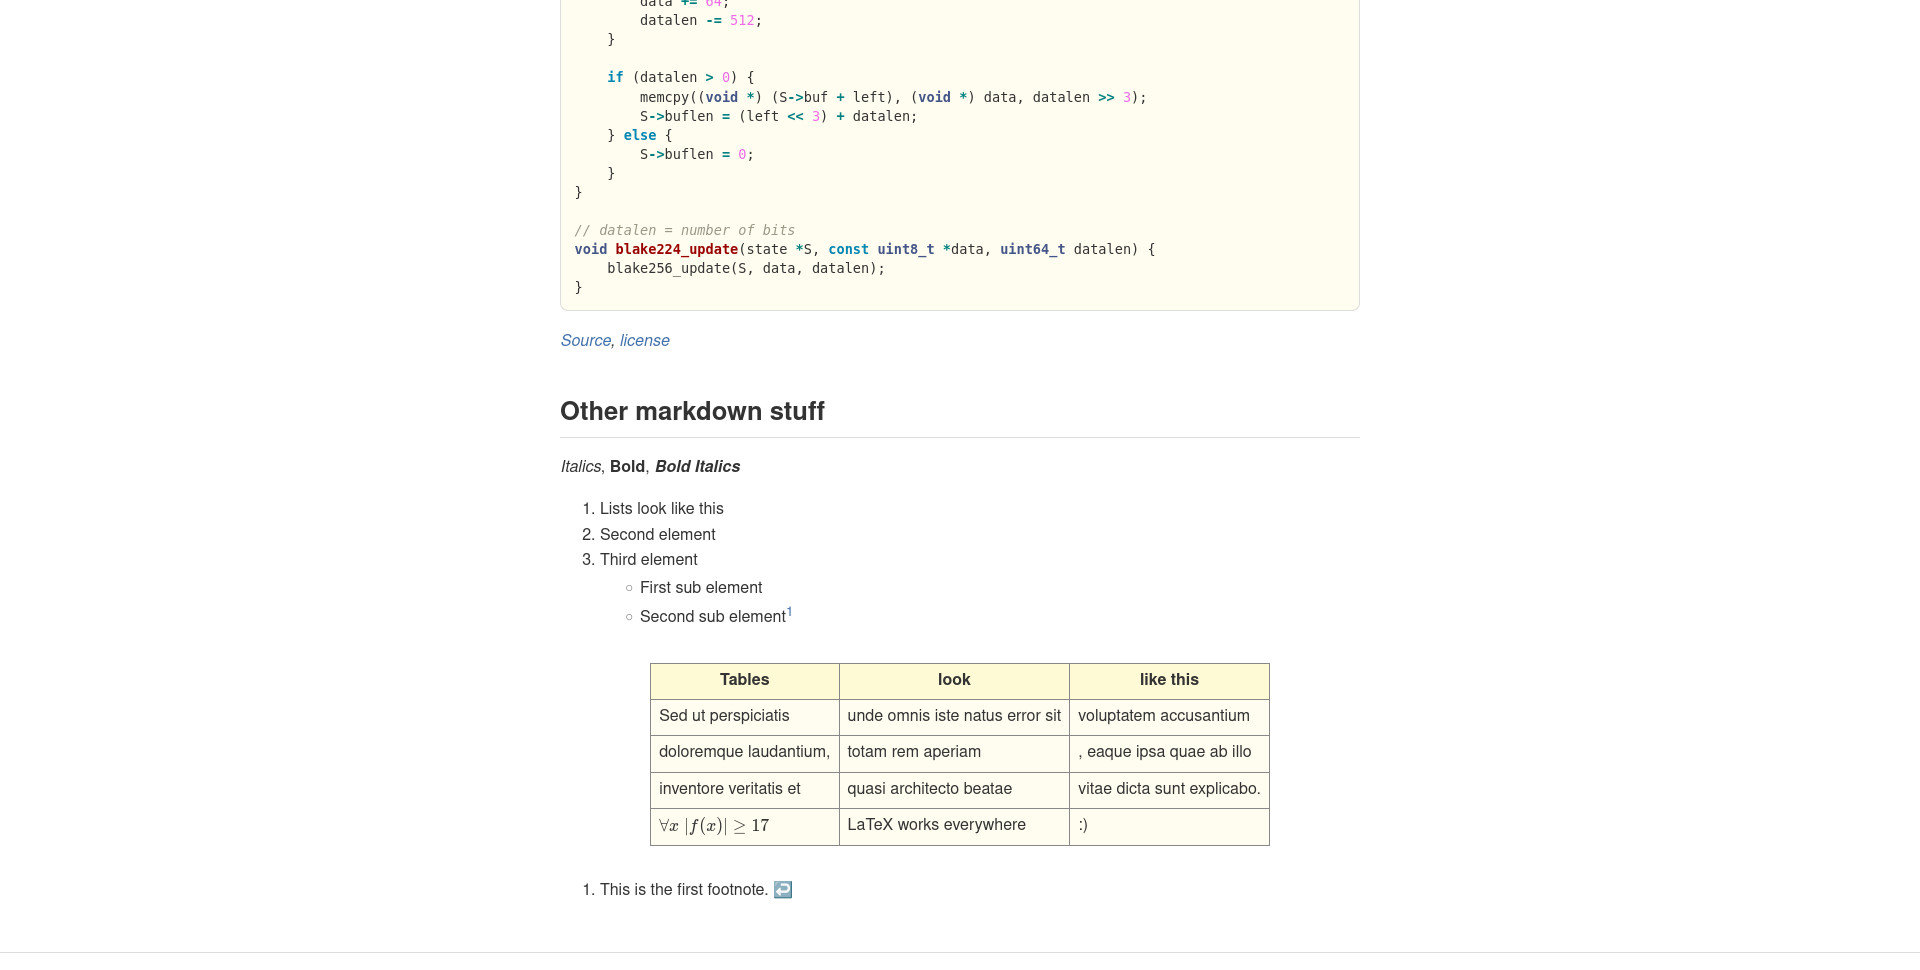 data += 64;
datalen -= 512;
}
if (datalen > 0) {
memcpy((void *) (S->buf + left), (void *) data, datalen >> 3);
S->buflen = (left << 3) + datalen;
} else {
S->buflen = 0;
}
}
// datalen = number of bits
void blake224_update(state *S, const uint8_t *data, uint64_t datalen) {
blake256_update(S, data, datalen);
}
Source, license
Other markdown stuff
Italics, Bold, Bold Italics
1. Lists look like this
2. Second element
3. Third element
○ First sub element
○ Second sub element1
Tables look like this
Sed ut perspiciatis unde omnis iste natus error sit voluptatem accusantium
doloremque laudantium, totam rem aperiam , eaque ipsa quae ab illo
inventore veritatis et quasi architecto beatae vitae dicta sunt explicabo.
∀x |f(x)| ≥ 17 LaTeX works everywhere :)
1. This is the first footnote. ↩